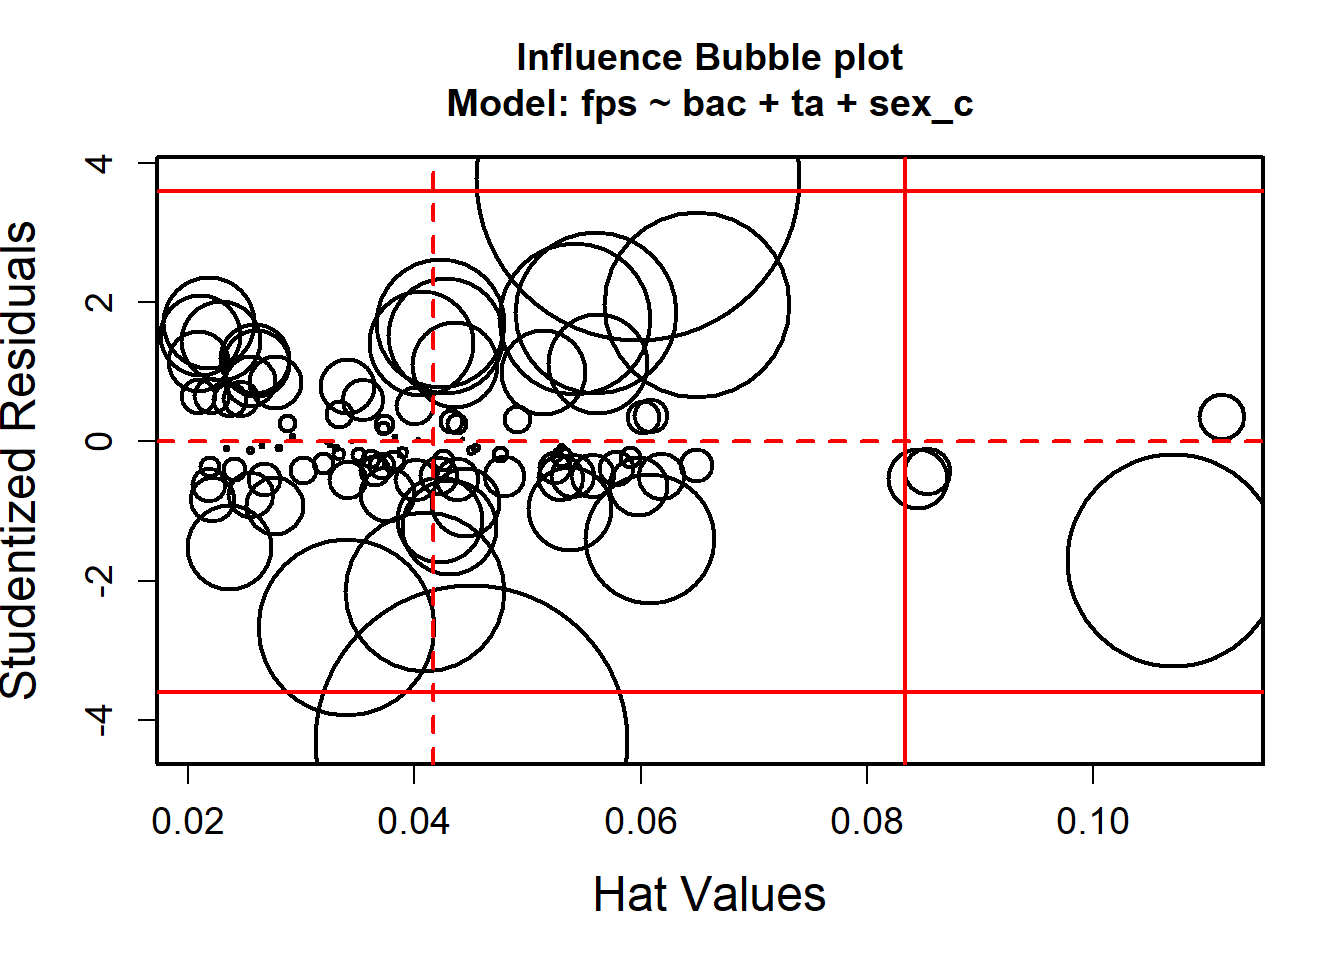 Influence Bubble plot
Model: fps ~ bac + ta + sex_c
Studentized Residuals
4
2
0
-2
-4
0.02 0.04 0.06 0.08 0.10
Hat Values